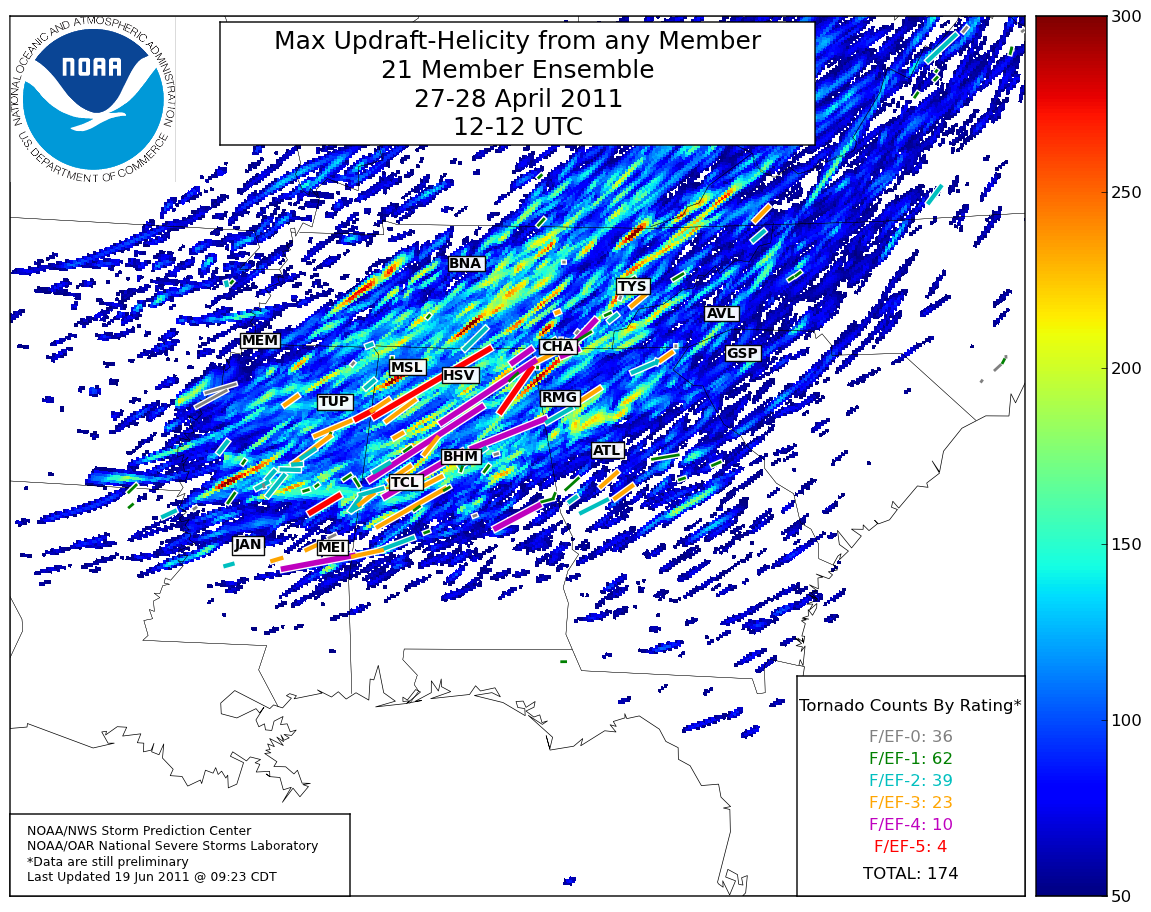 NATIONAL OCEANIC AND ATMOSPHERIC ADMINISTRATION
NOAA
U.S. DEPARTMENT OF COMMERCE
Max Updraft-Helicity from any Member
21 Member Ensemble
27-28 April 2011
12-12 UTC
300
250
200
150
100
50
BNA
TYS
AVL
MEM
CHA
GSP
MSL
HSV
TUP
RMG
BHM
ATL
TCL
JAN
MEI
Tornado Counts By Rating*
F/EF-0: 36
F/EF-1: 62
F/EF-2: 39
F/EF-3: 23
F/EF-4: 10
F/EF-5: 4
TOTAL: 174
NOAA/NWS Storm Prediction Center
NOAA/OAR National Severe Storms Laboratory
*Data are still preliminary
Last Updated 19 Jun 2011 @ 09:23 CDT